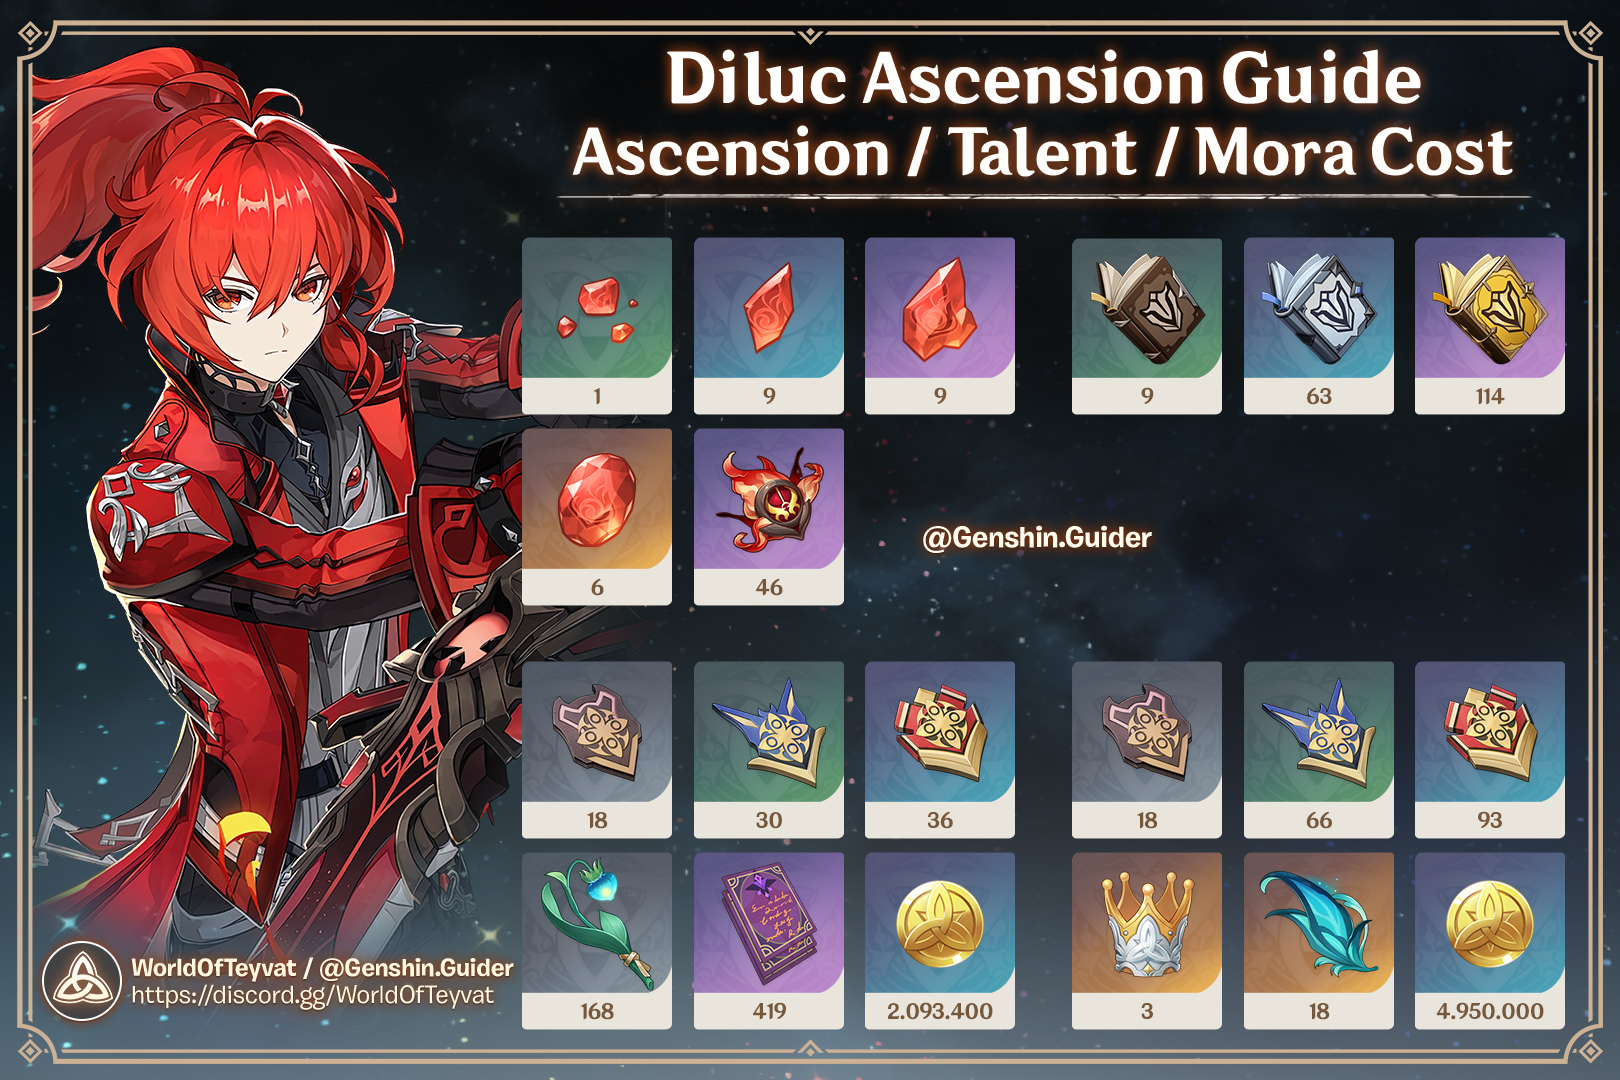 Diluc Ascension Guide
Ascension / Talent / Mora Cost
1 9 9 9 63 114
6 46
@Genshin.Guider
18 30 36 18 66 93
168 419 2.093.400 3 18 4.950.000
WorldOfTeyvat / @Genshin.Guider
https://discord.gg/WorldOfTeyvat